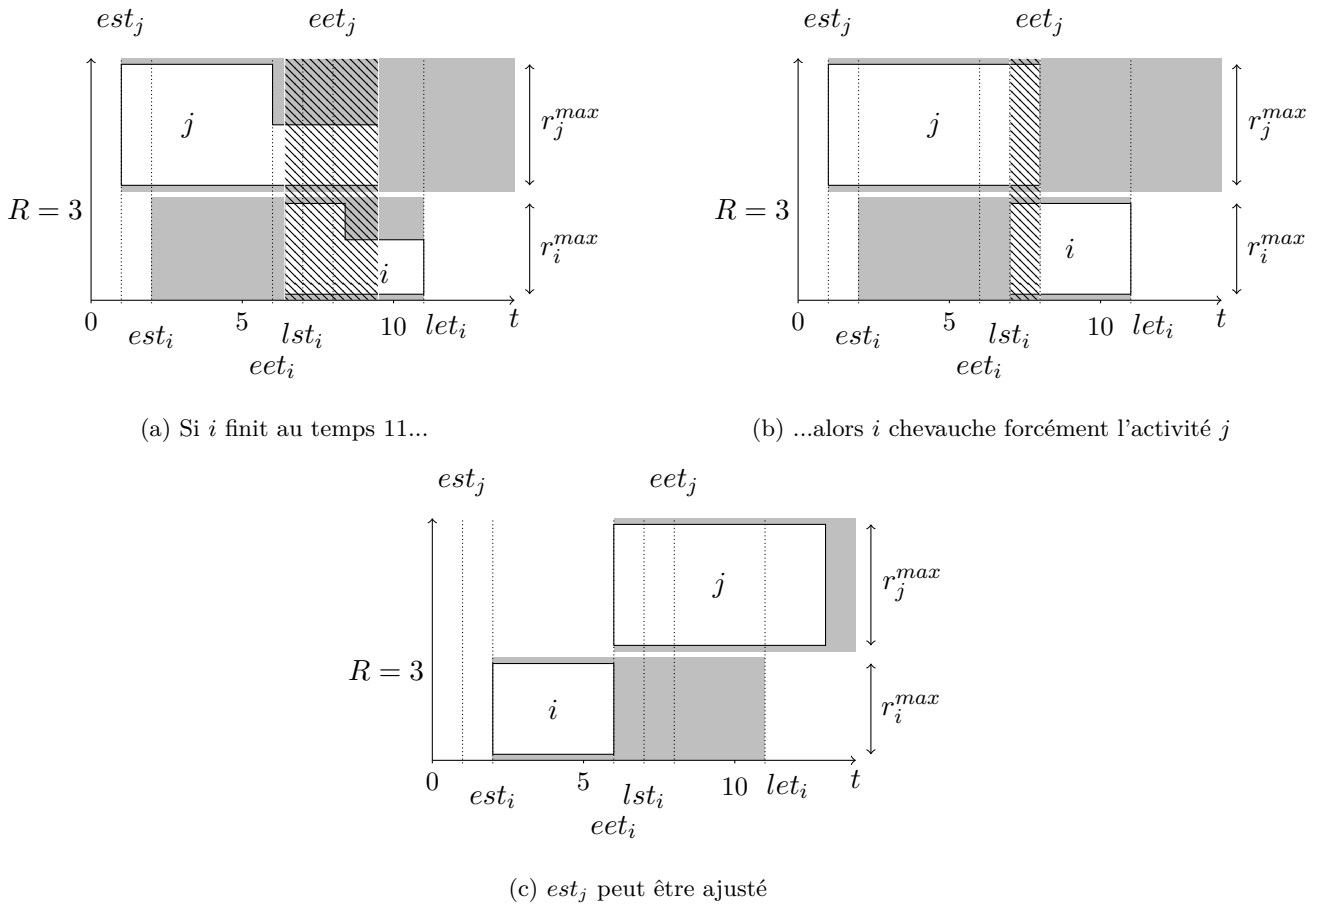 est_j eet_j
j
r_j^{max}
R = 3
r_i^{max}
i
0 5 10 t
est_i lst_i let_i
eet_i
(a) Si i finit au temps 11...
est_j eet_j
j
r_j^{max}
R = 3
r_i^{max}
i
0 5 10 t
est_i lst_i let_i
eet_i
(b) ...alors i chevauche forcément l'activité j
est_j eet_j
j
r_j^{max}
R = 3
i
r_i^{max}
0 5 10 t
est_i lst_i let_i
eet_i
(c) est_j peut être ajusté